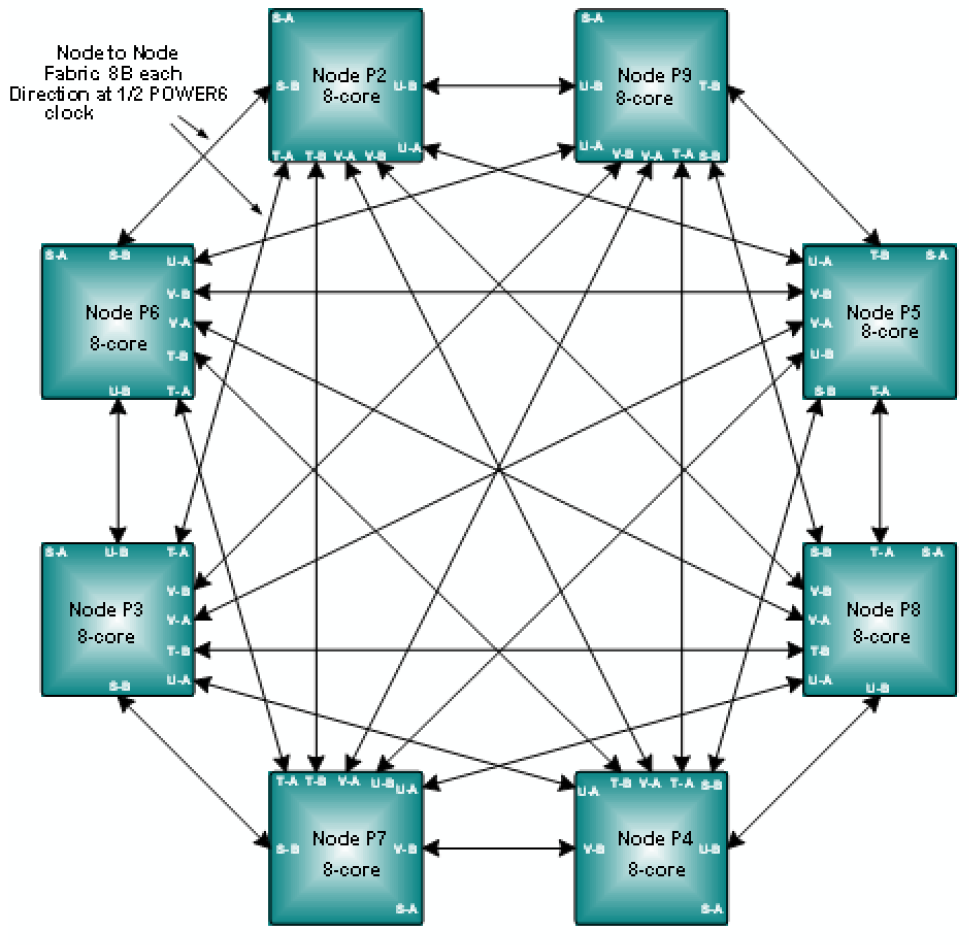 Node to Node
Fabric 8B each
Direction at 1/2 POWER6
clock
S-A
Node P2
8-core
S-B
U-B
U-A
T-A T-B V-A V-B
S-A
Node P9
8-core
U-B
T-B
U-A
V-B V-A T-A S-B
S-A
S-B
U-A
V-B
Node P6
V-A
8-core
T-B
U-B
T-A
U-A
T-B
S-A
V-B
Node P5
V-A
8-core
U-B
S-B
T-A
S-A
U-B
T-A
V-B
Node P3
V-A
8-core
T-B
U-A
S-B
S-B
T-A
S-A
V-B
Node P8
V-A
8-core
T-B
U-A
U-B
T-A T-B V-A U-B U-A
Node P7
S-B
V-B
8-core
S-A
U-A
T-B V-A T-A S-B
Node P4
V-B
U-B
8-core
S-A